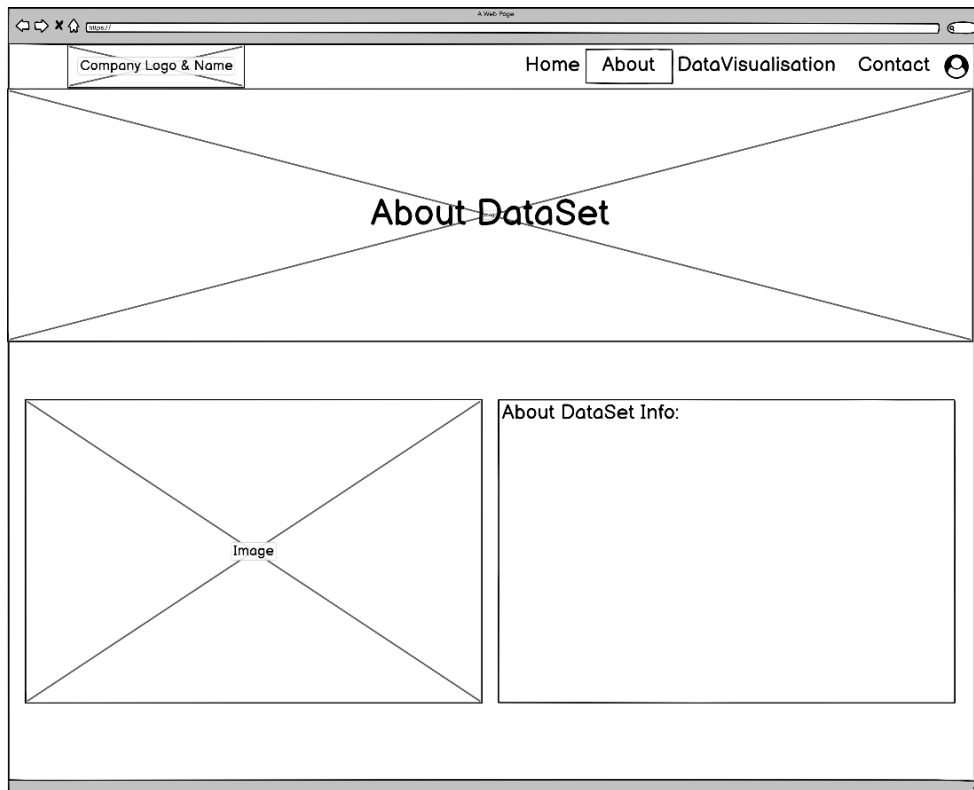 A Web Page
https://
Company Logo & Name
Home About DataVisualisation Contact
About DataSet
About DataSet Info:
Image